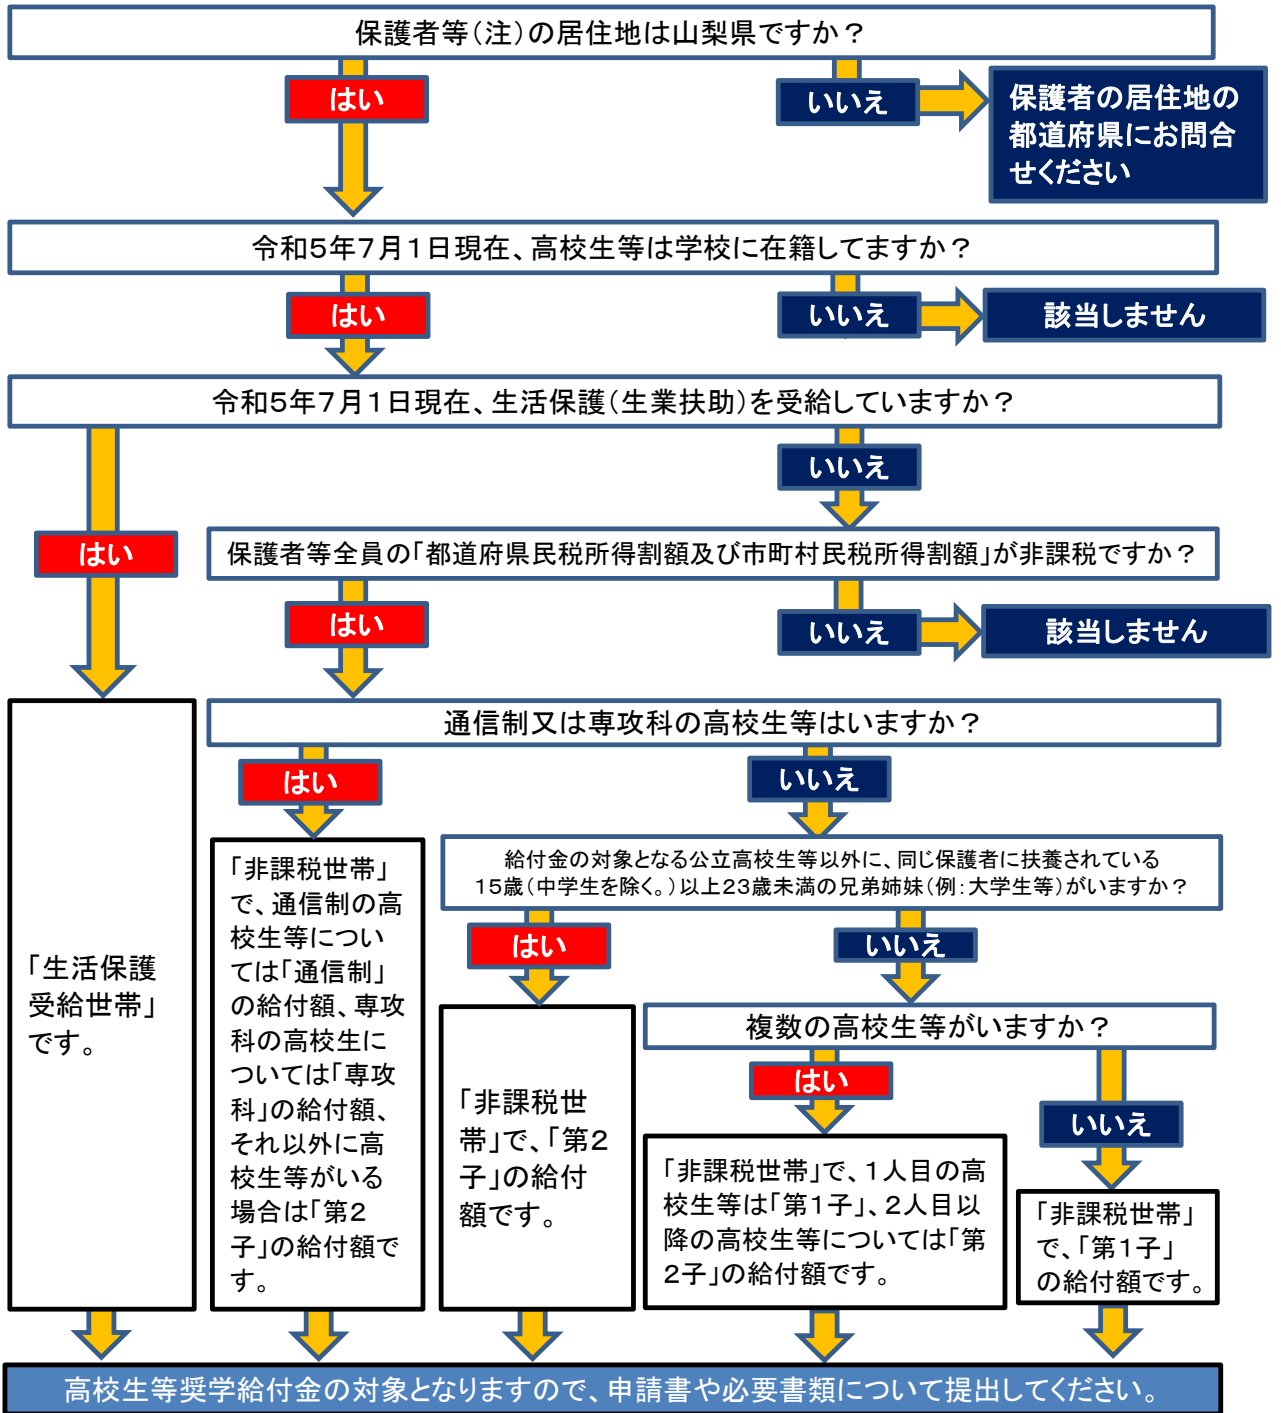 保護者等（注）の居住地は山梨県ですか？
はい
いいえ
保護者の居住地の
都道府県にお問合
せください
令和５年７月１日現在、高校生等は学校に在籍してますか？
はい
いいえ
該当しません
令和５年７月１日現在、生活保護（生業扶助）を受給していますか？
いいえ
はい
保護者等全員の「都道府県民税所得割額及び市町村民税所得割額」が非課税ですか？
はい
いいえ
該当しません
通信制又は専攻科の高校生等はいますか？
はい
いいえ
給付金の対象となる公立高校生等以外に、同じ保護者に扶養されている
１５歳（中学生を除く。）以上２３歳未満の兄弟姉妹（例：大学生等）がいますか？
はい
いいえ
複数の高校生等がいますか？
はい
いいえ
「生活保護
受給世帯」
です。
「非課税世帯」
で、通信制の高
校生等につい
ては「通信制」
の給付額、専攻
科の高校生に
ついては「専攻
科」の給付額、
それ以外に高
校生等がいる
場合は「第２
子」の給付額で
す。
「非課税世
帯」で、「第２
子」の給付
額です。
「非課税世帯」で、１人目の高
校生等は「第１子」、２人目以
降の高校生等については「第
２子」の給付額です。
「非課税世帯」
で、「第１子」
の給付額です。
高校生等奨学給付金の対象となりますので、申請書や必要書類について提出してください。